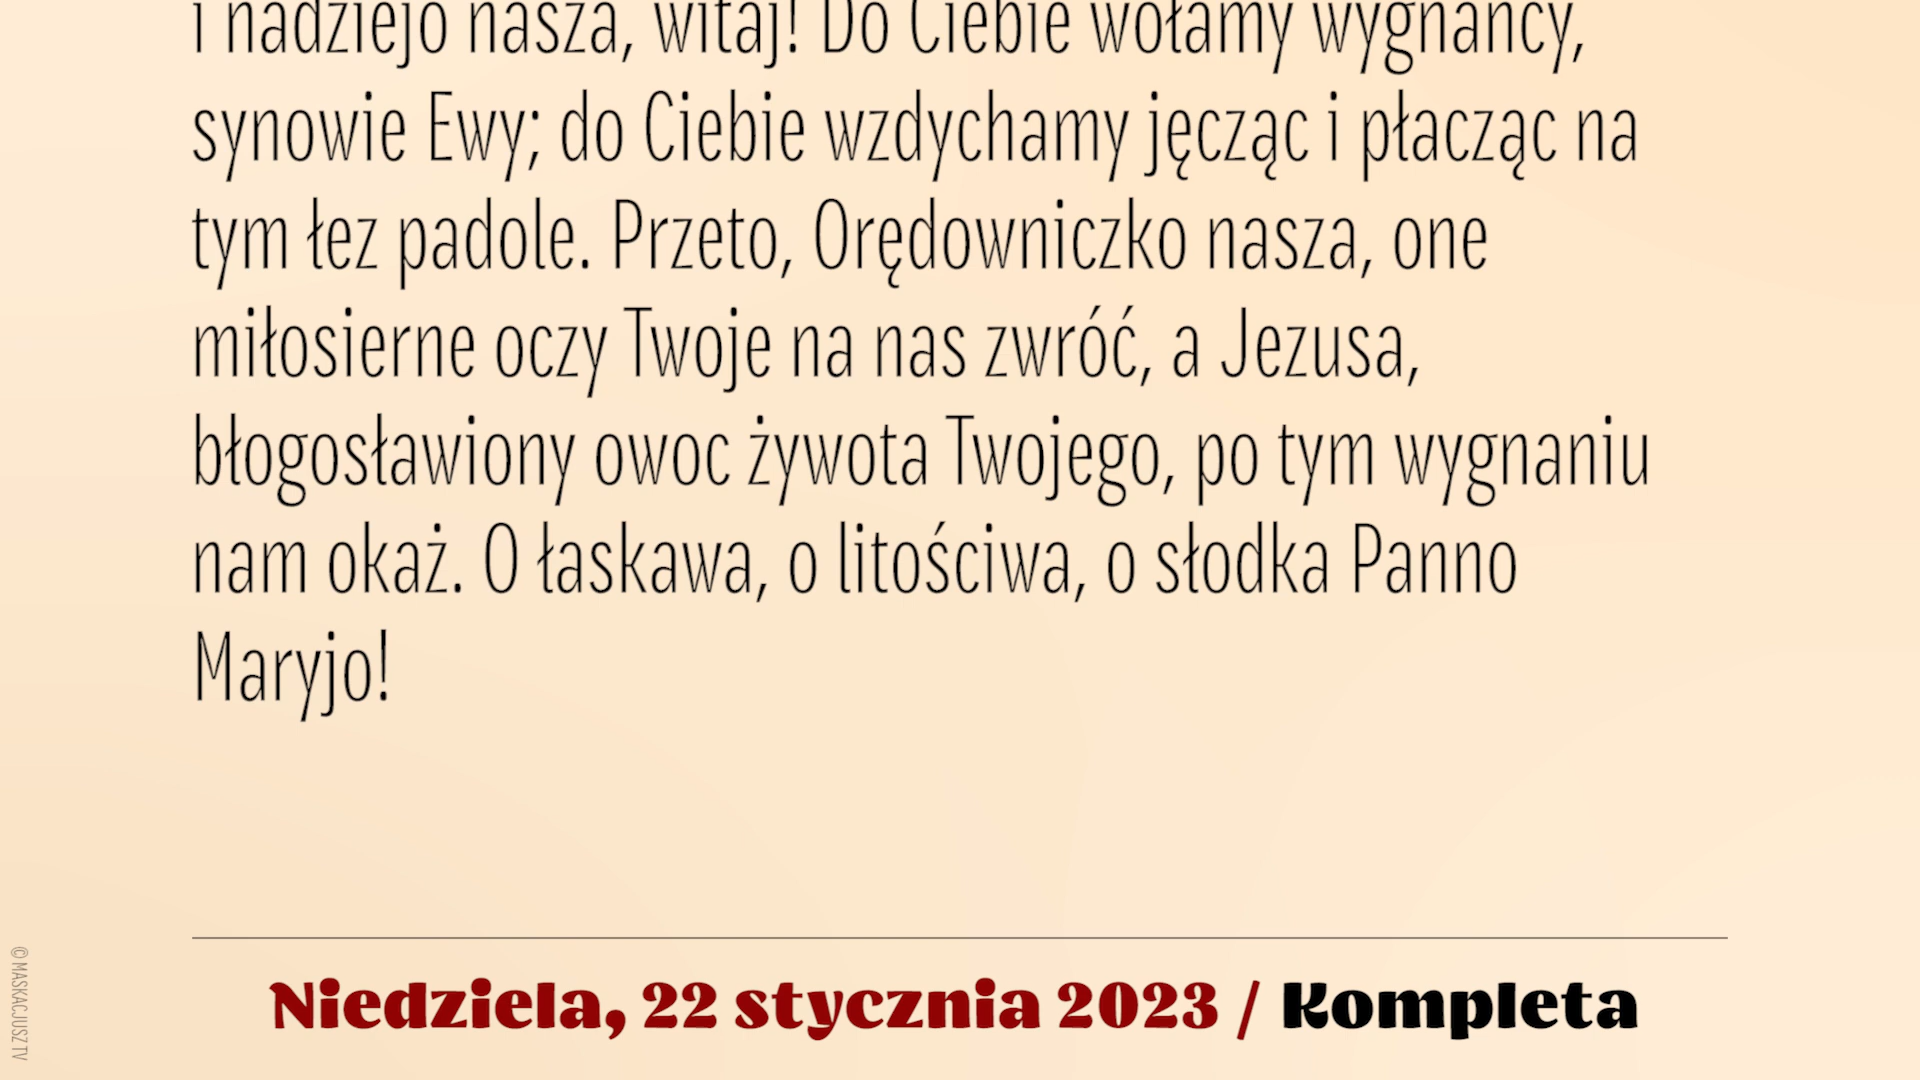 i nadziejo nasza, witaj! Do Ciebie wołamy wygnańcy,
synowie Ewy; do Ciebie wzdychamy jęcząc i płacząc na
tym łez padole. Przeto, Orędowniczko nasza, one
miłosierne oczy Twoje na nas zwróć, a Jezusa,
błogosławiony owoc żywota Twojego, po tym wygnaniu
nam okaż. O łaskawa, o litościwa, o słodka Panno
Maryjo!
Niedziela, 22 stycznia 2023 / Kompleta
© MASKACJUSZ TV